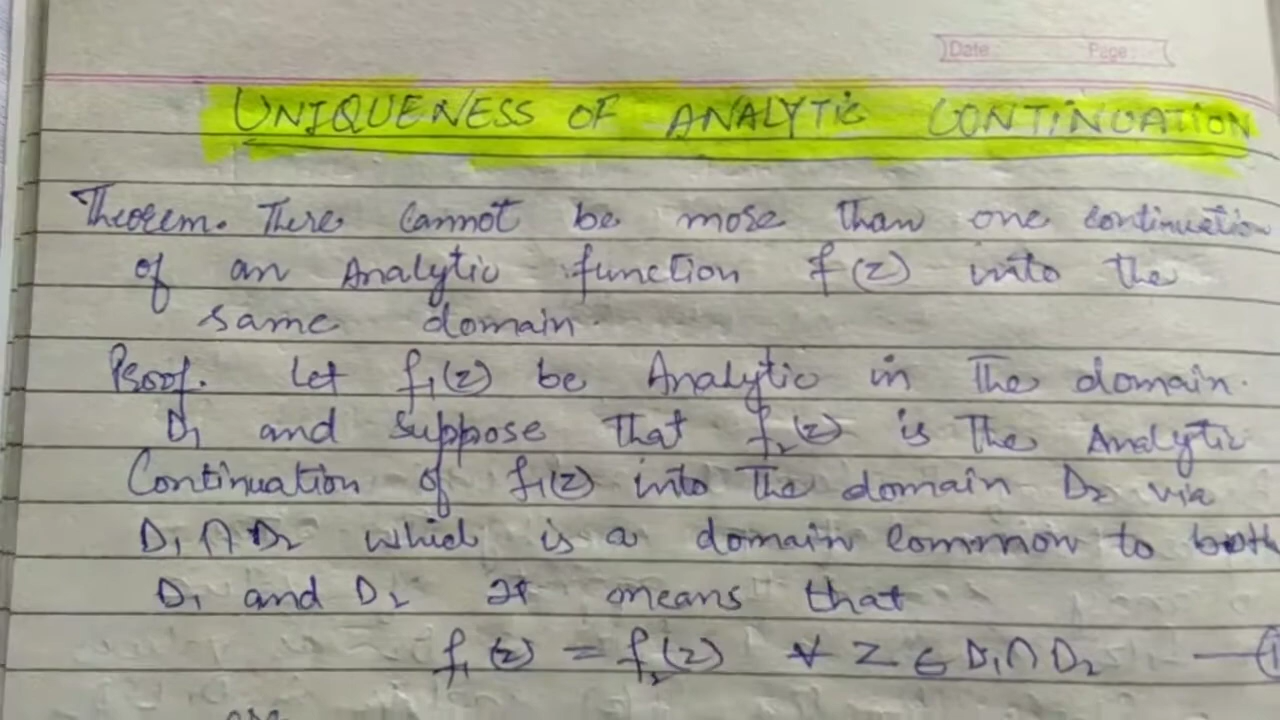 Date Page
UNIQUENESS OF ANALYTIC CONTINUATION
Theorem. There cannot be more than one continuation
of an Analytic function f(z) into the
same domain.
Proof. Let f₁(z) be Analytic in the domain.
D₁ and suppose that f₂(z) is the Analytic
Continuation of f₁(z) into the domain D₂ via
D₁ ∩ D₂ which is a domain common to both
D₁ and D₂ It means that
f₁(z) = f₂(z) ∀ z ∈ D₁ ∩ D₂ —(1